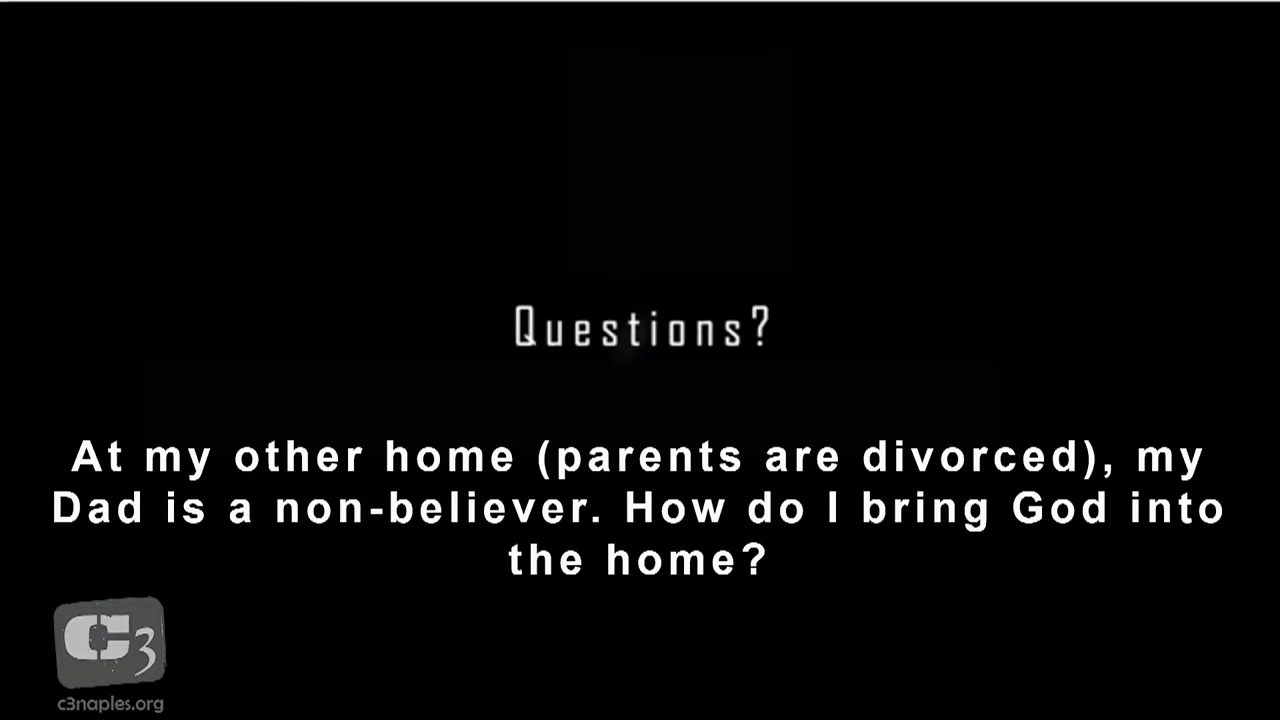 Questions?
At my other home (parents are divorced), my
Dad is a non-believer. How do I bring God into
the home?
C3
c3naples.org